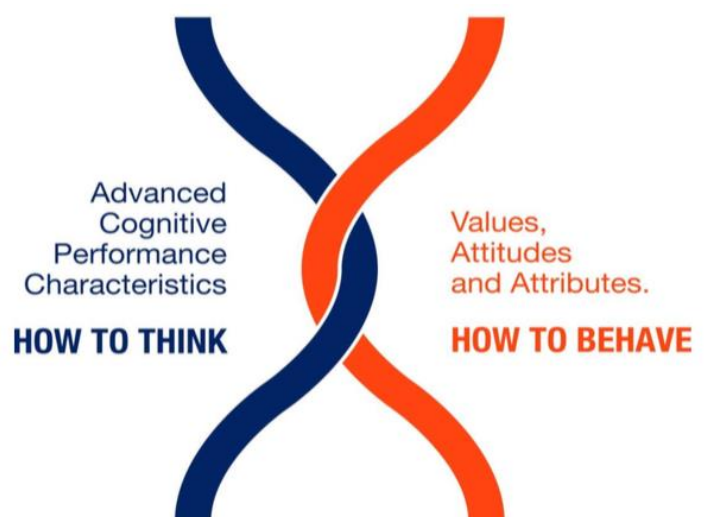 Advanced
Cognitive
Performance
Characteristics
HOW TO THINK
Values,
Attitudes
and Attributes.
HOW TO BEHAVE